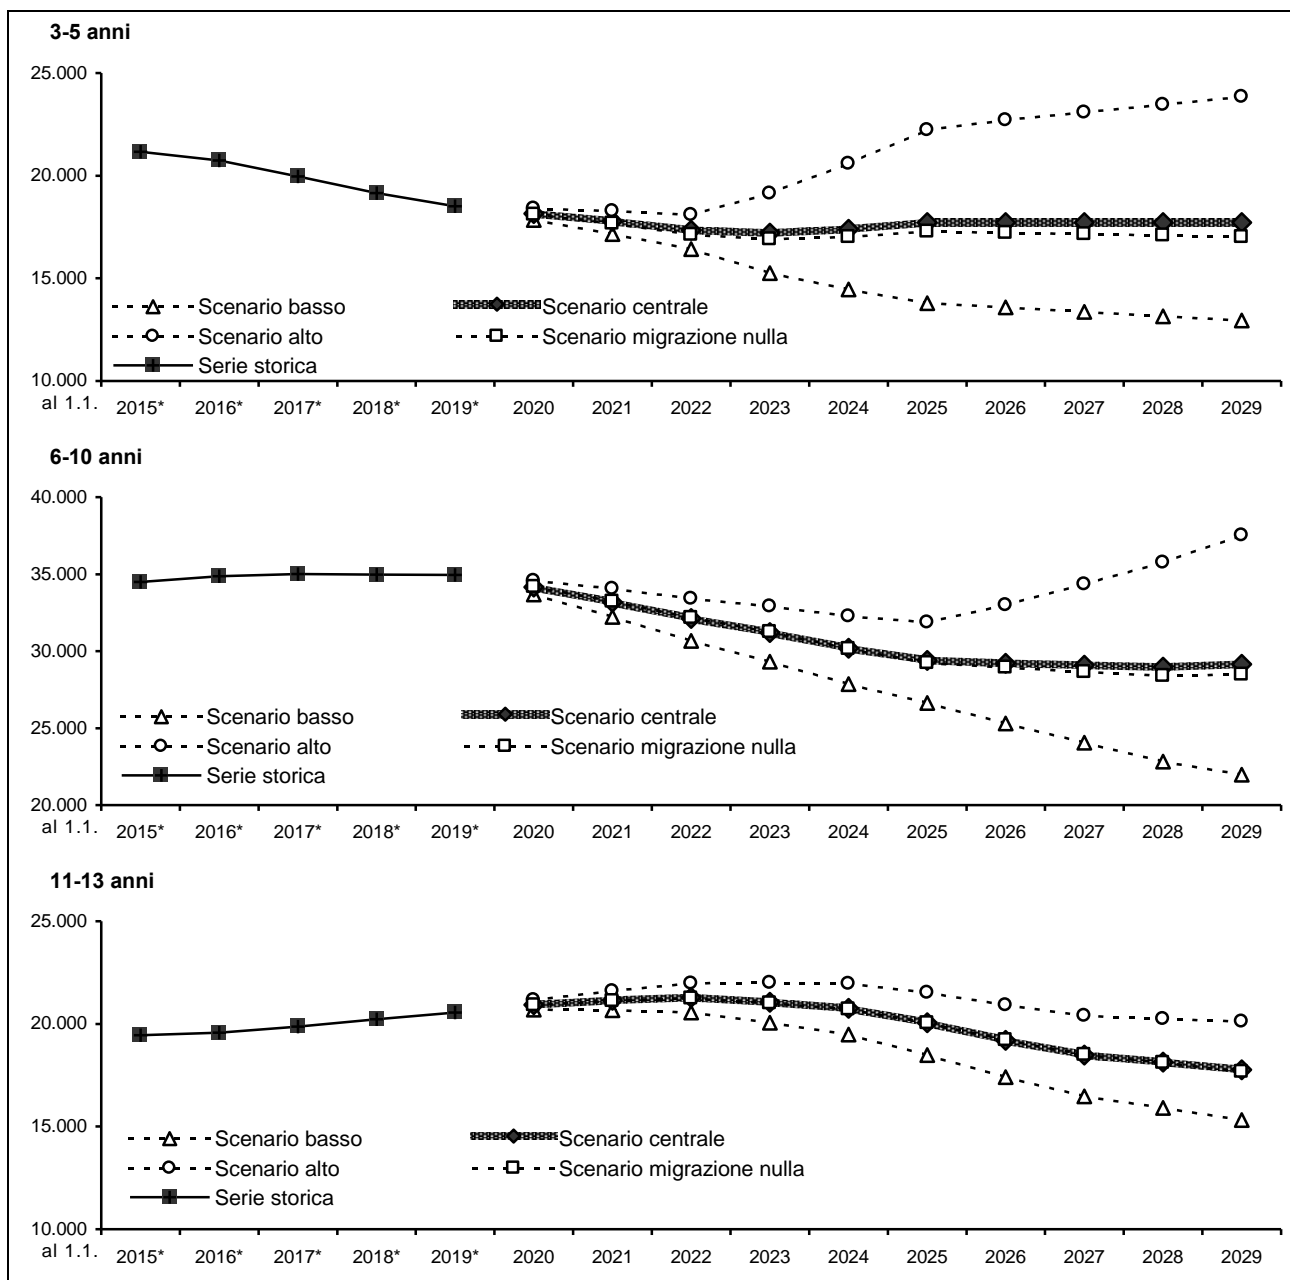 3-5 anni
25.000
20.000
15.000
Scenario basso Scenario centrale
Scenario alto Scenario migrazione nulla
Serie storica
10.000
al 1.1. 2015* 2016* 2017* 2018* 2019* 2020 2021 2022 2023 2024 2025 2026 2027 2028 2029
6-10 anni
40.000
35.000
30.000
25.000
Scenario basso Scenario centrale
Scenario alto Scenario migrazione nulla
Serie storica
20.000
al 1.1. 2015* 2016* 2017* 2018* 2019* 2020 2021 2022 2023 2024 2025 2026 2027 2028 2029
11-13 anni
25.000
20.000
15.000
Scenario basso Scenario centrale
Scenario alto Scenario migrazione nulla
Serie storica
10.000
al 1.1. 2015* 2016* 2017* 2018* 2019* 2020 2021 2022 2023 2024 2025 2026 2027 2028 2029